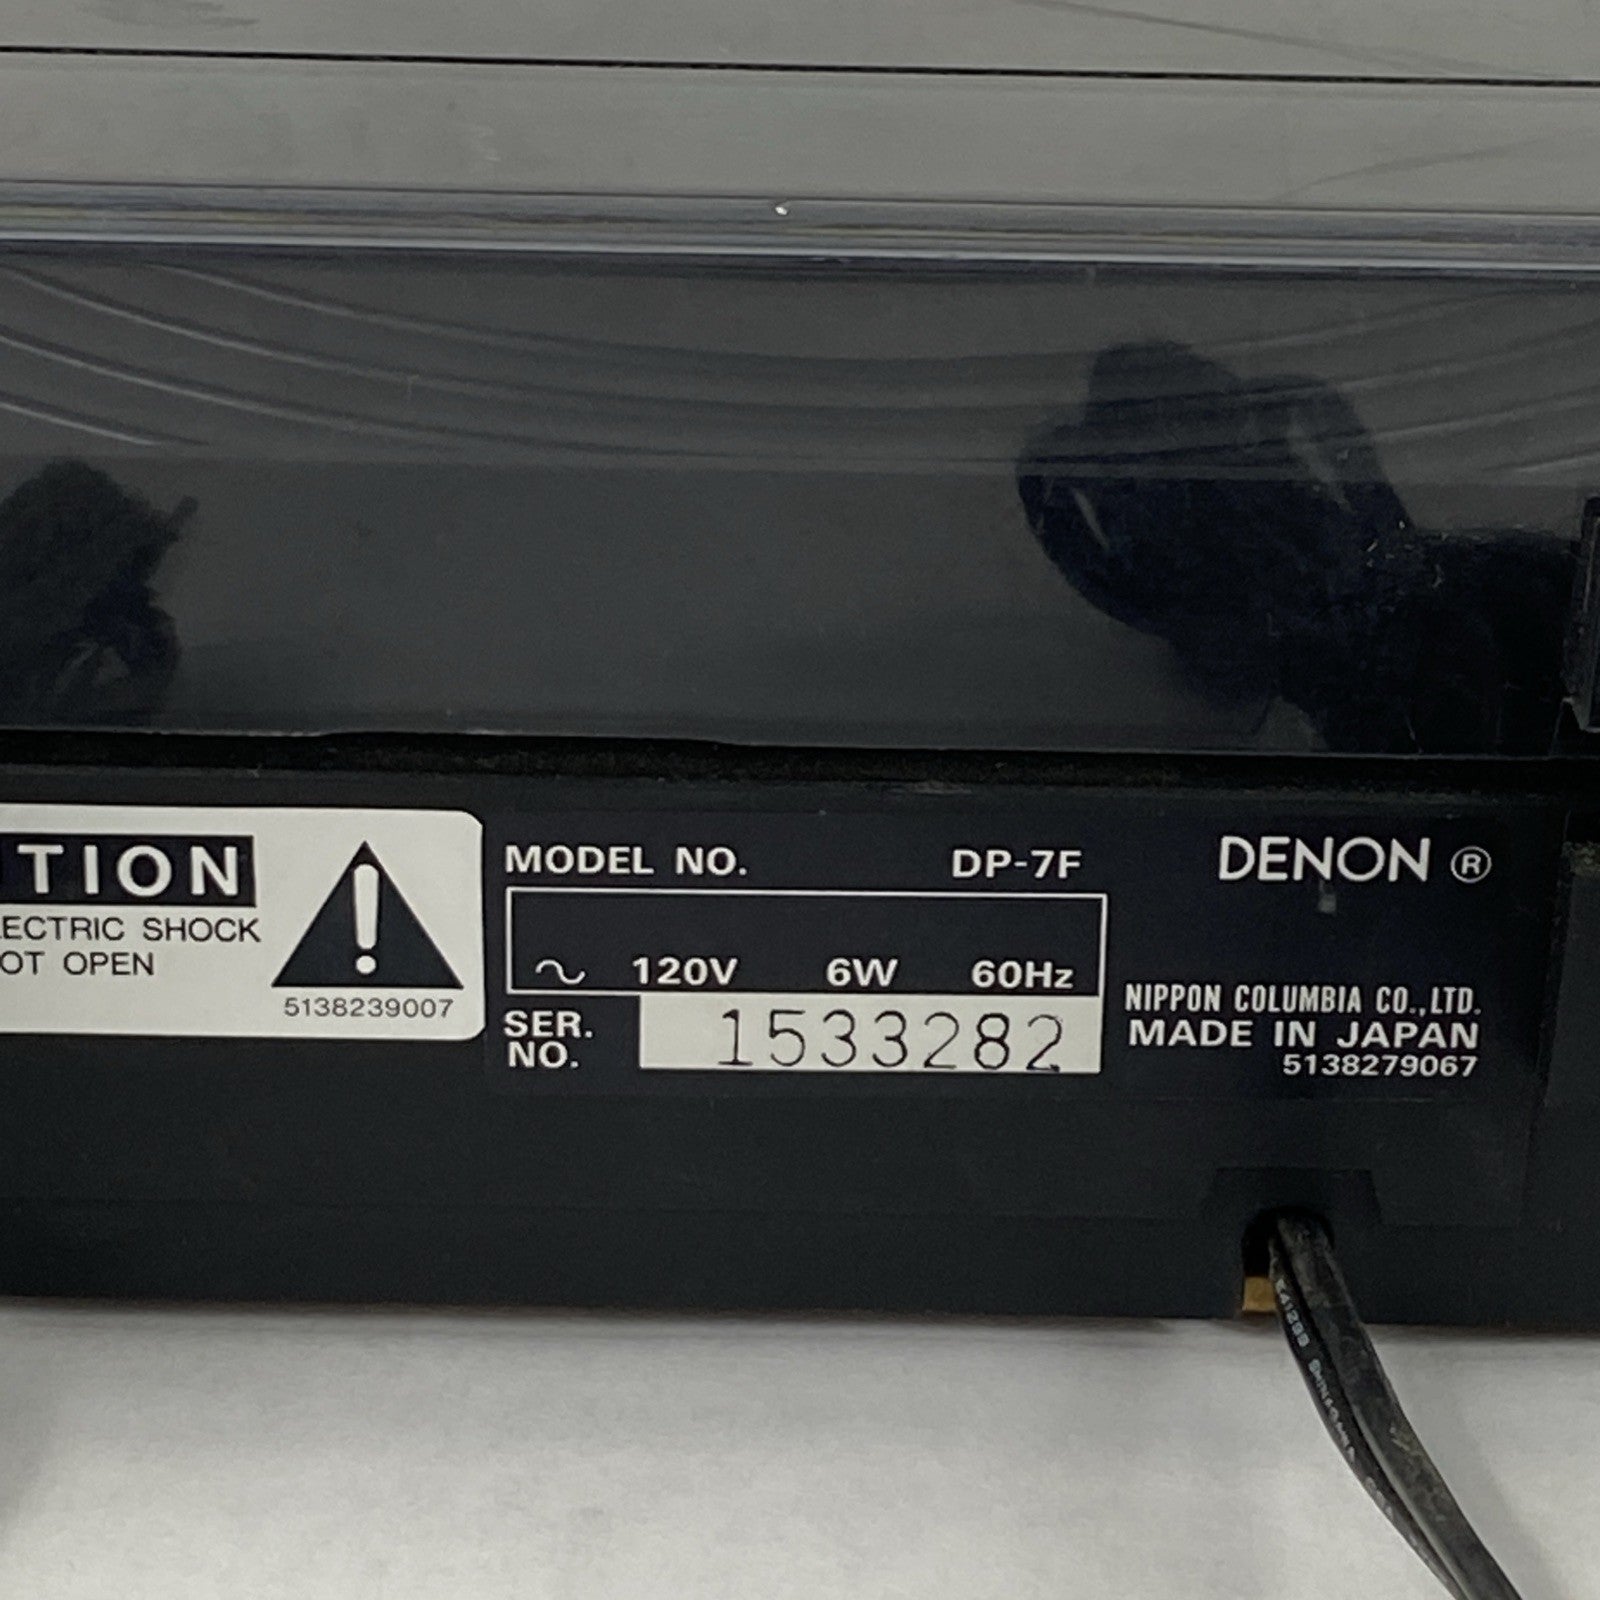 TION
ECTRIC SHOCK
OT OPEN
5138239007
MODEL NO. DP-7F
~ 120V 6W 60Hz
SER. NO. 1533282
DENON ®
NIPPON COLUMBIA CO.,LTD.
MADE IN JAPAN
5138279067